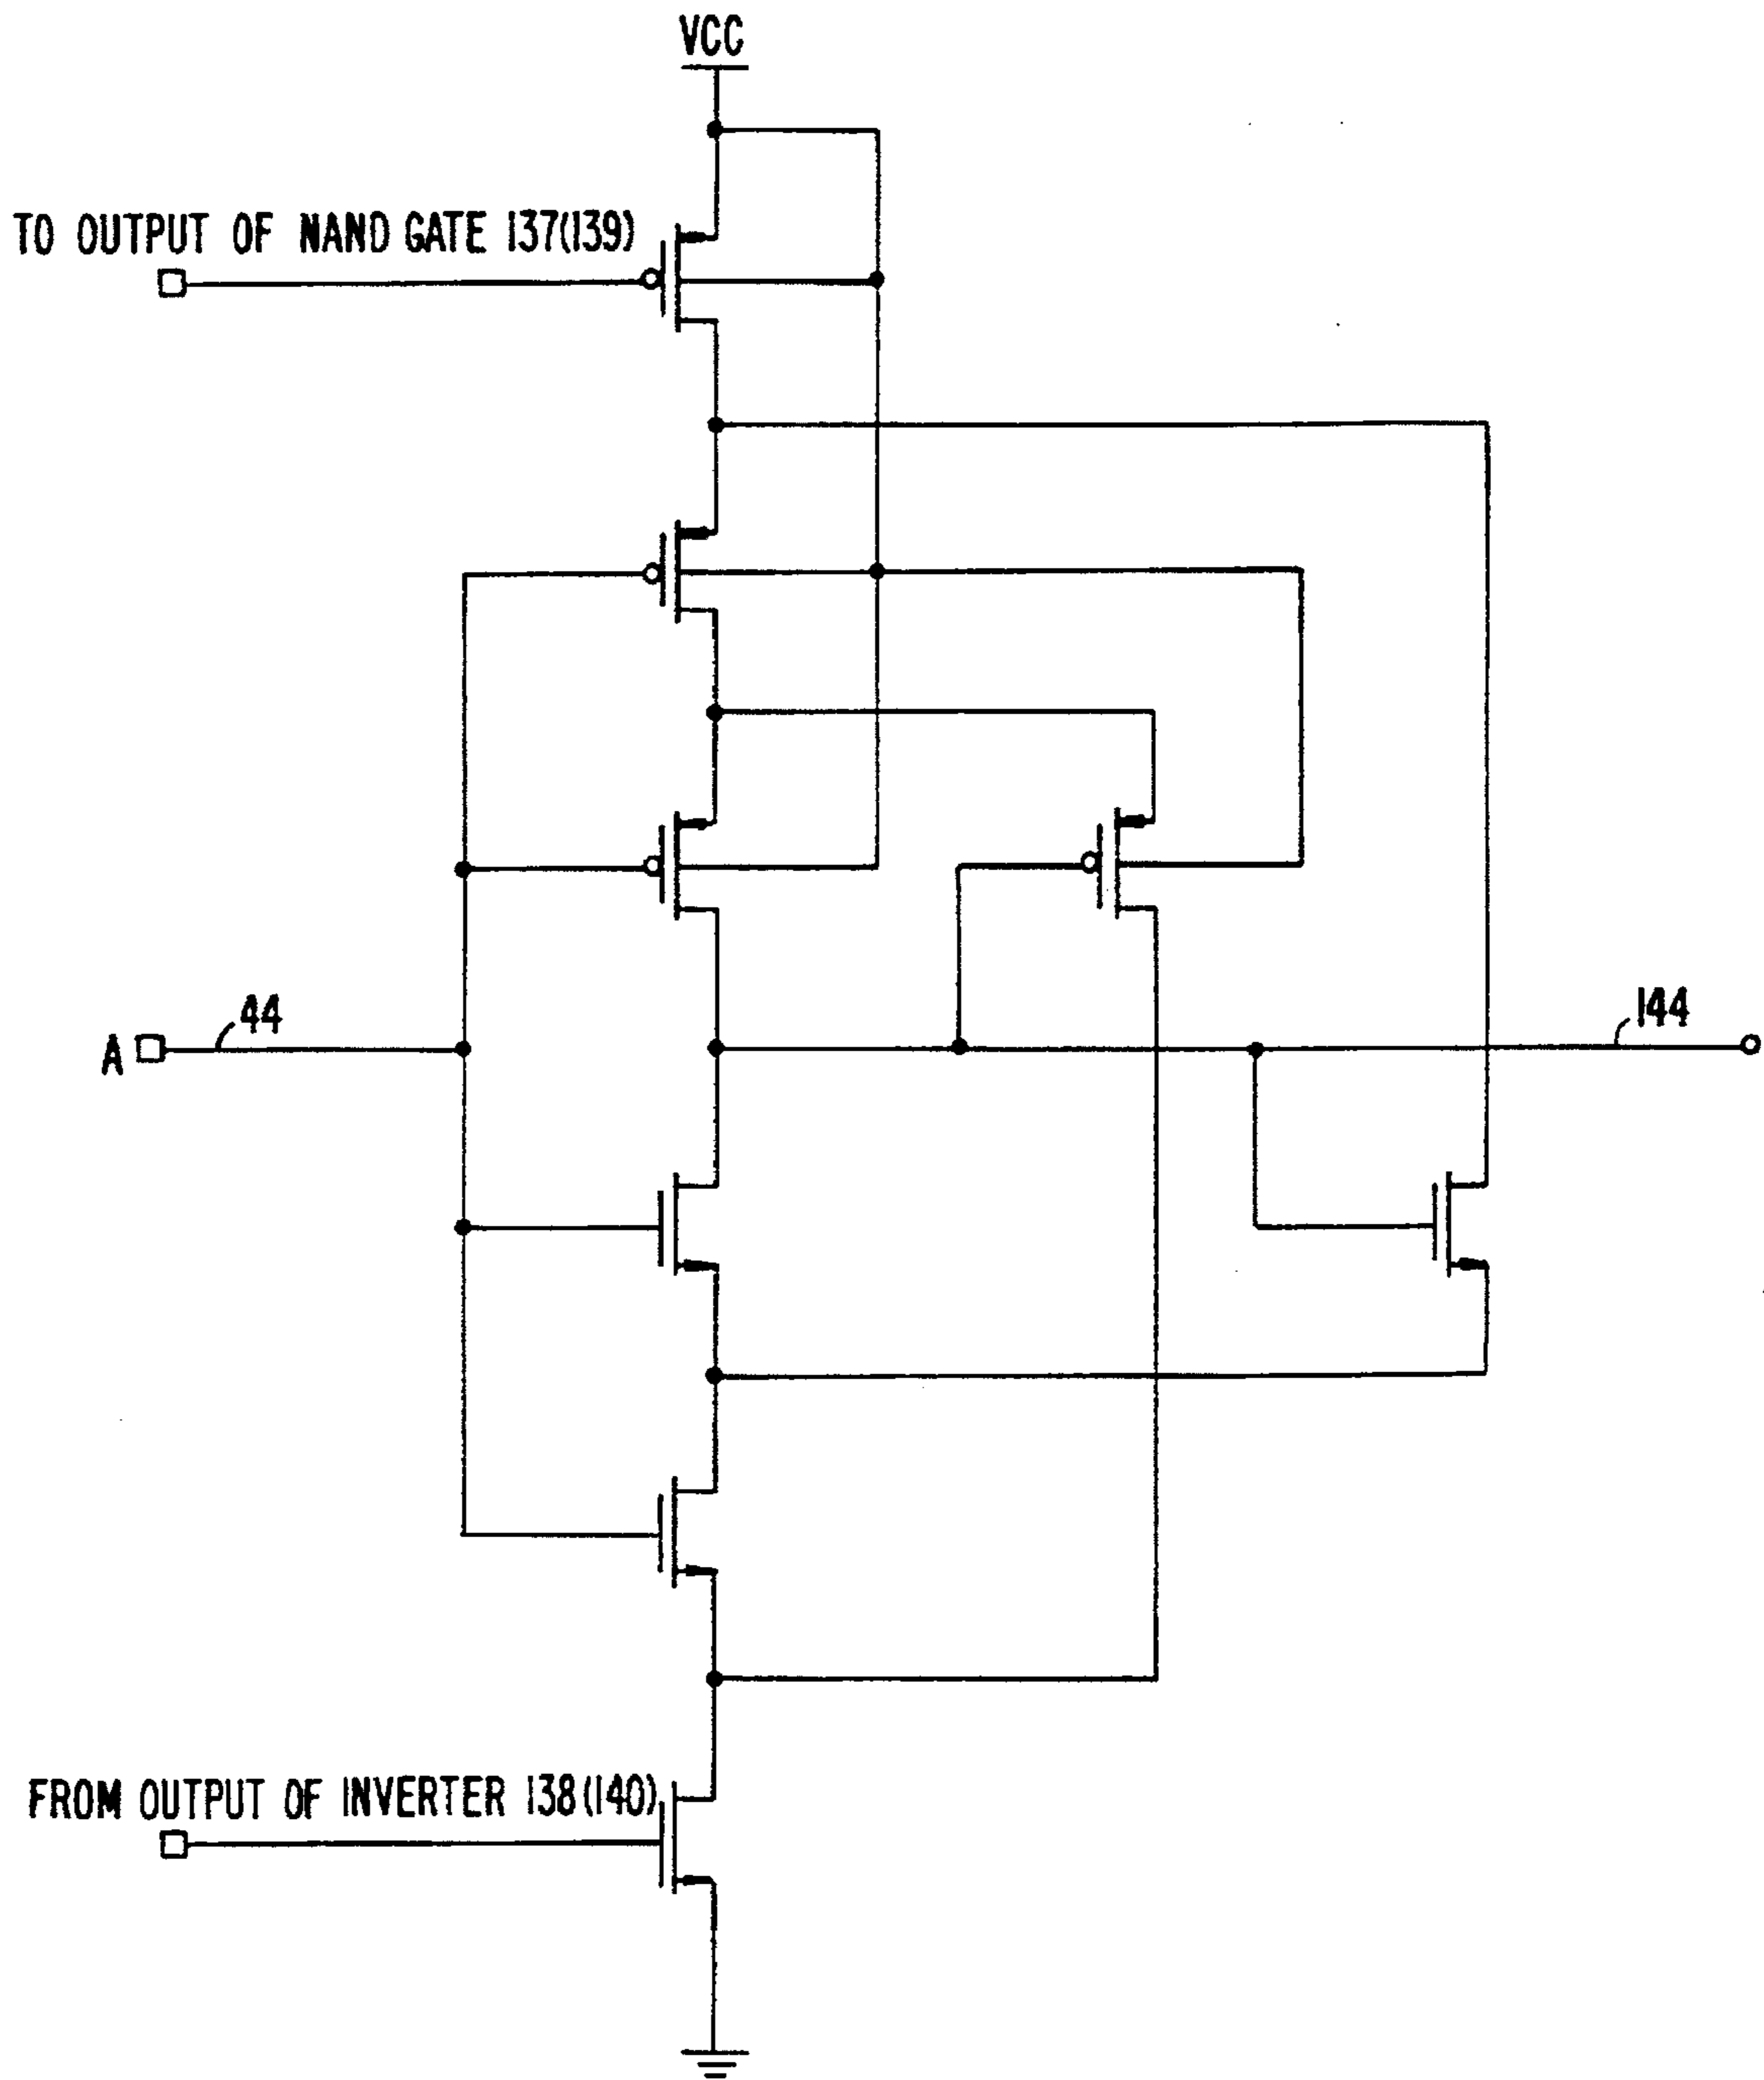 VCC
TO OUTPUT OF NAND GATE 137(139)
44
144
A
FROM OUTPUT OF INVERTER 138(140)